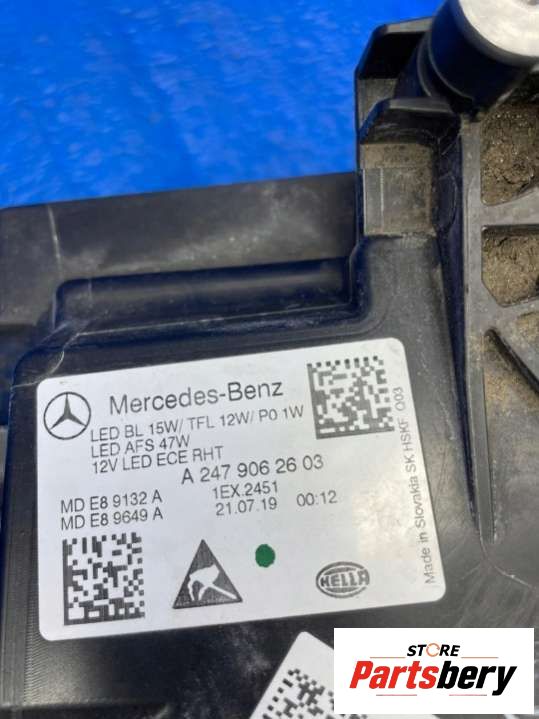 Mercedes-Benz
LED BL 15W/ TFL 12W/ P0 1W
LED AFS 47W
12V LED ECE RHT
A 247 906 26 03
1EX.2451
MD E8 9132 A
MD E8 9649 A
21.07.19 00:12
HELLA
Made in Slovakia SK HSKF Q03
STORE
Partsbery